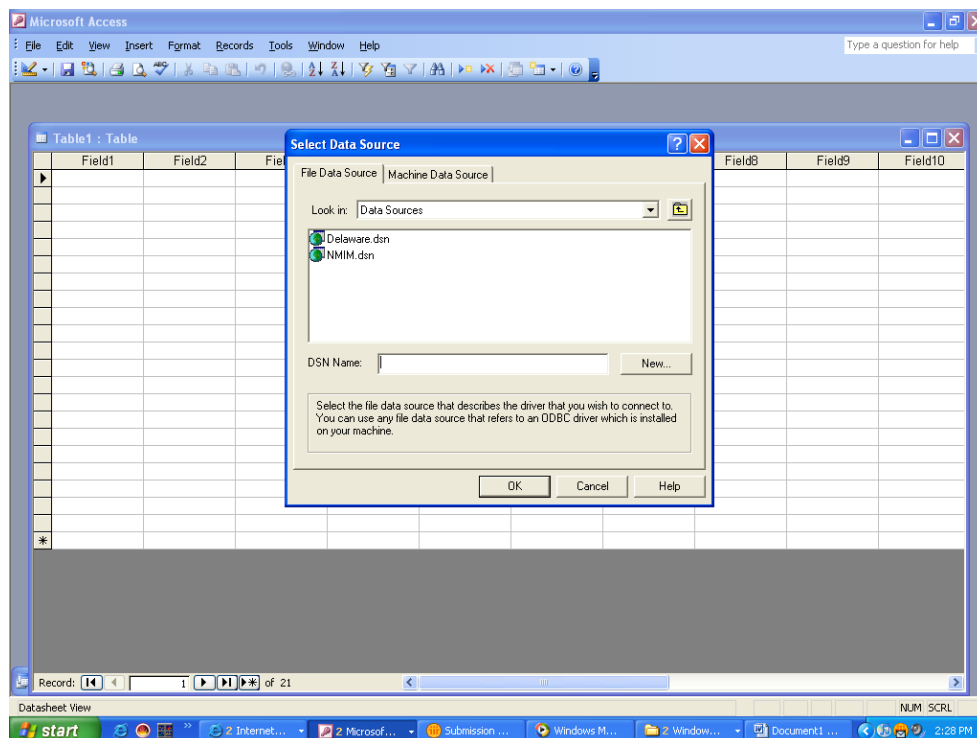 Microsoft Access
File Edit View Insert Format Records Tools Window Help
Type a question for help
Table1 : Table
Field1 Field2 Fiel Field8 Field9 Field10
Select Data Source
File Data Source Machine Data Source
Look in: Data Sources
Delaware.dsn
NMIM.dsn
DSN Name: New...
Select the file data source that describes the driver that you wish to connect to.
You can use any file data source that refers to an ODBC driver which is installed
on your machine.
OK Cancel Help
Record: 1 of 21
Datasheet View NUM SCRL
start 2 Internet... 2 Microsof... Submission ... Windows M... 2 Window... Document1 ... 2:28 PM